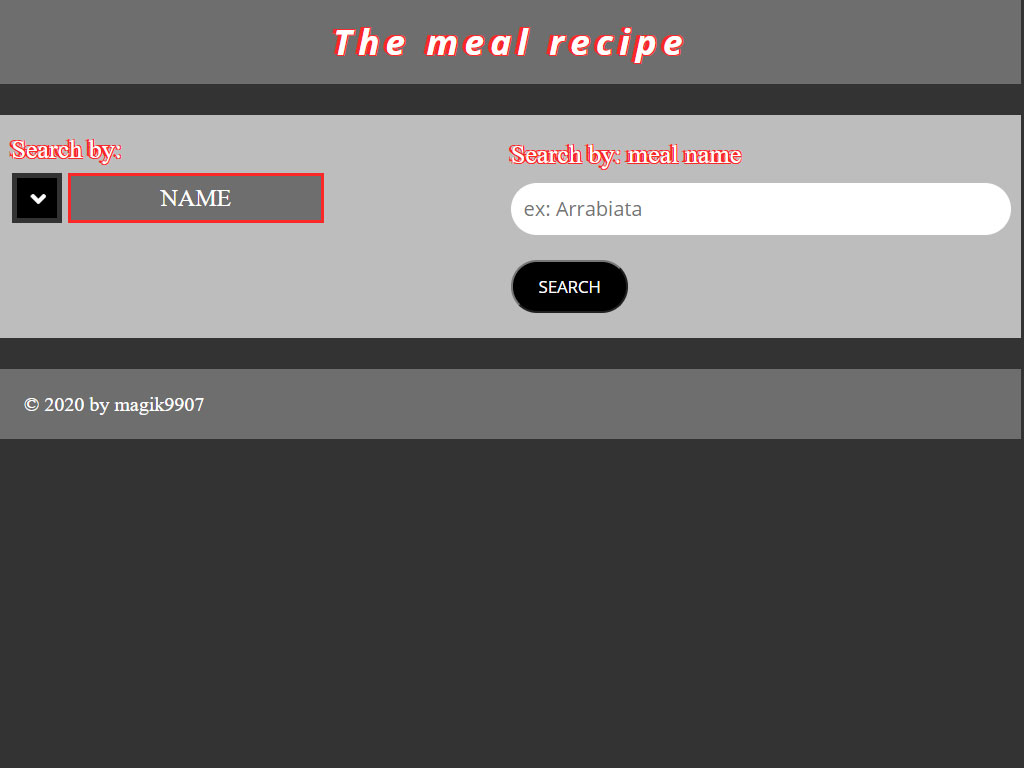 The meal recipe
Search by:
NAME
Search by: meal name
ex: Arrabiata
SEARCH
© 2020 by magik9907